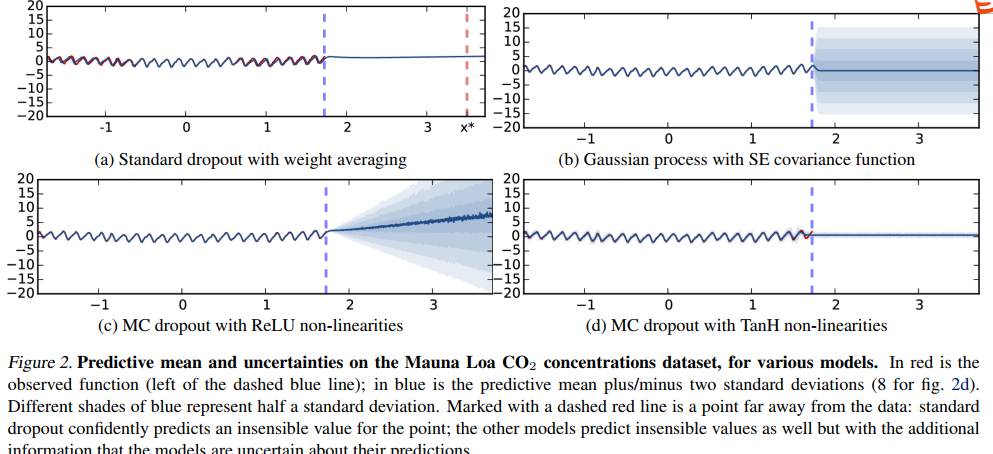 20
15
10
5
0
−5
−10
−15
−20
-1 0 1 2 3 x*
(a) Standard dropout with weight averaging
20
15
10
5
0
−5
−10
−15
−20
−1 0 1 2 3
(b) Gaussian process with SE covariance function
20
15
10
5
0
−5
−10
−15
−20
−1 0 1 2 3
(c) MC dropout with ReLU non-linearities
20
15
10
5
0
−5
−10
−15
−20
−1 0 1 2 3
(d) MC dropout with TanH non-linearities
Figure 2. Predictive mean and uncertainties on the Mauna Loa CO₂ concentrations dataset, for various models. In red is the
observed function (left of the dashed blue line); in blue is the predictive mean plus/minus two standard deviations (8 for fig. 2d).
Different shades of blue represent half a standard deviation. Marked with a dashed red line is a point far away from the data: standard
dropout confidently predicts an insensible value for the point; the other models predict insensible values as well but with the additional
information that the models are uncertain about their predictions.